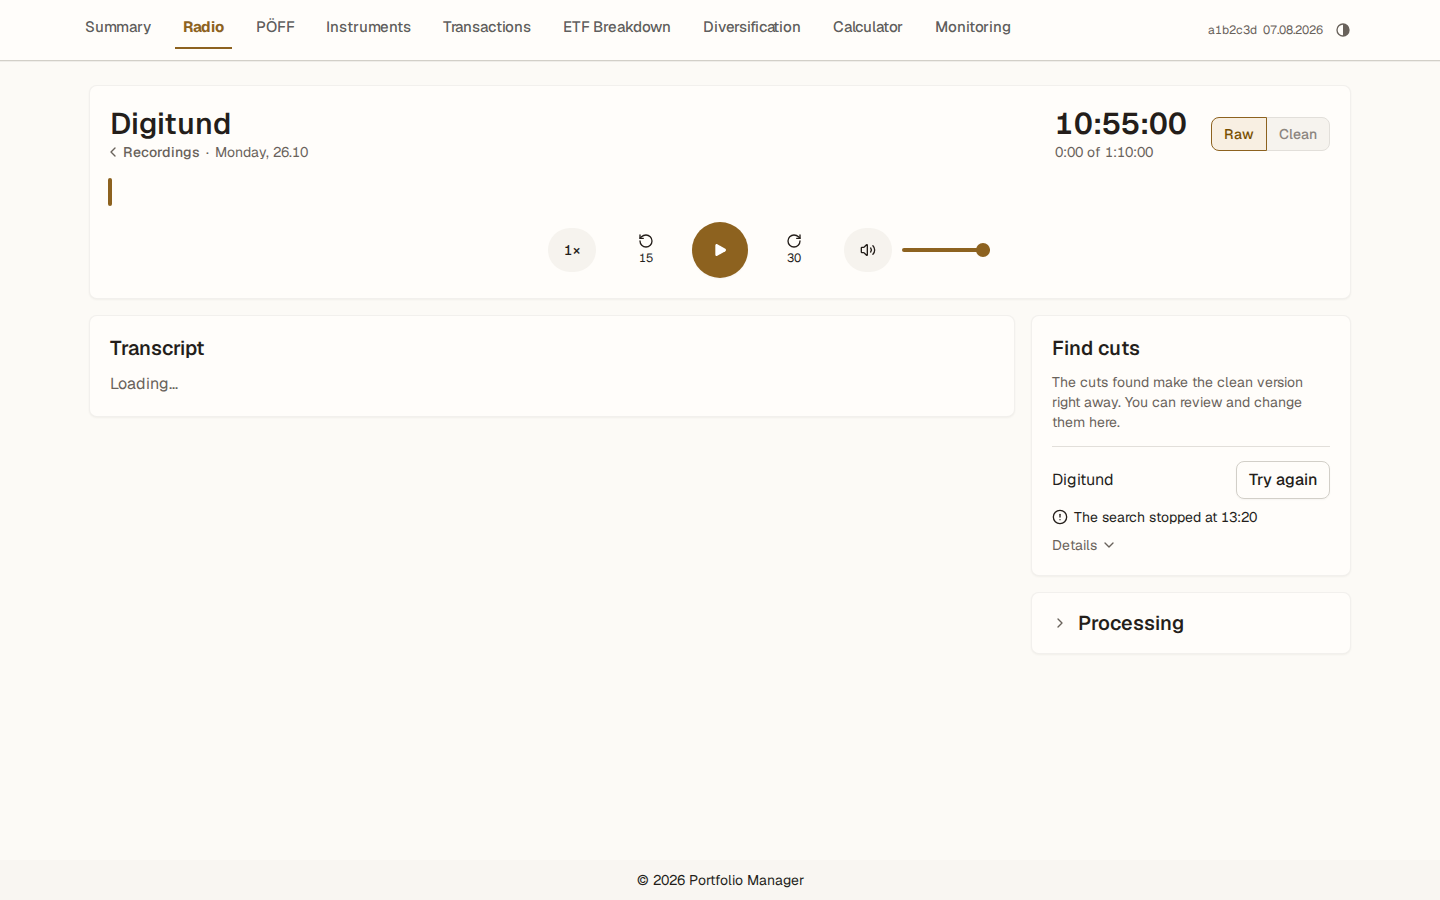 Summary Radio PÖFF Instruments Transactions ETF Breakdown Diversification Calculator Monitoring a1b2c3d 07.08.2026
Digitund
Recordings · Monday, 26.10
10:55:00
0:00 of 1:10:00
Raw Clean
1×
15
30
Transcript
Loading...
Find cuts
The cuts found make the clean version
right away. You can review and change
them here.
Digitund Try again
The search stopped at 13:20
Details
Processing
© 2026 Portfolio Manager